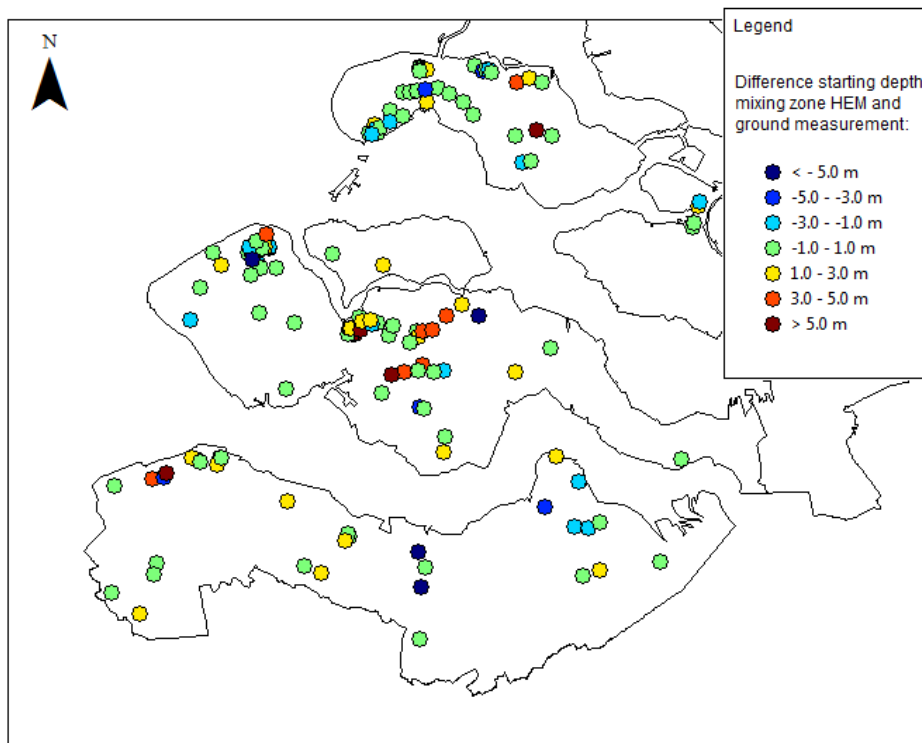 N
Legend
Difference starting depth
mixing zone HEM and
ground measurement:
< - 5.0 m
-5.0 - -3.0 m
-3.0 - -1.0 m
-1.0 - 1.0 m
1.0 - 3.0 m
3.0 - 5.0 m
> 5.0 m